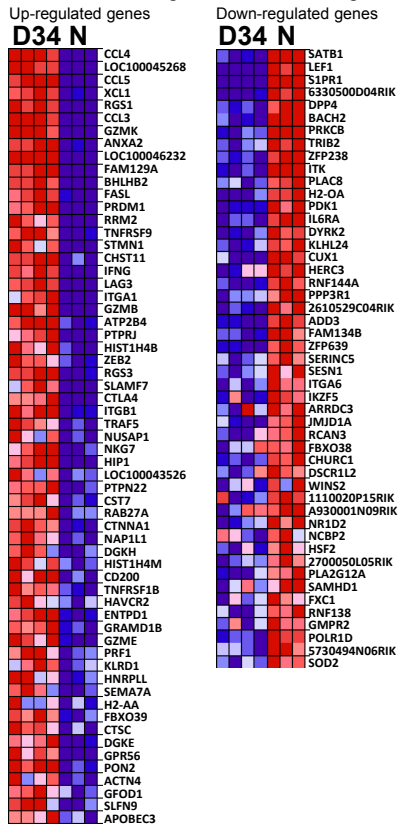 Up-regulated genes
D34 N
CCL4
LOC100045268
CCL5
XCL1
RGS1
CCL3
GZMK
ANXA2
LOC100046232
FAM129A
BHLHB2
FASL
PRDM1
RRM2
TNFRSF9
STMN1
CHST11
IFNG
LAG3
ITGA1
GZMB
ATP2B4
PTPRJ
HIST1H4B
ZEB2
RGS3
SLAMF7
CTLA4
ITGB1
TRAF5
NUSAP1
NKG7
HIP1
LOC100043526
PTPN22
CST7
RAB27A
CTNNA1
NAP1L1
DGKH
HIST1H4M
CD200
TNFRSF1B
HAVCR2
ENTPD1
GRAMD1B
GZME
PRF1
KLRD1
HNRPLL
SEMA7A
H2-AA
FBXO39
CTSC
DGKE
GPR56
PON2
ACTN4
GFOD1
SLFN9
APOBEC3
Down-regulated genes
D34 N
SATB1
LEF1
S1PR1
6330500D04RIK
DPP4
BACH2
PRKCB
TRIB2
ZFP238
ITK
PLAC8
H2-OA
PDK1
IL6RA
DYRK2
KLHL24
CUX1
HERC3
RNF144A
PPP3R1
2610529C04RIK
ADD3
FAM134B
ZFP639
SERINC5
SESN1
ITGA6
IKZF5
ARRDC3
JMJD1A
RCAN3
FBXO38
CHURC1
DSCR1L2
WINS2
1110020P15RIK
A930001N09RIK
NR1D2
NCBP2
HSF2
2700050L05RIK
PLA2G12A
SAMHD1
FXC1
RNF138
GMPR2
POLR1D
5730494N06RIK
SOD2